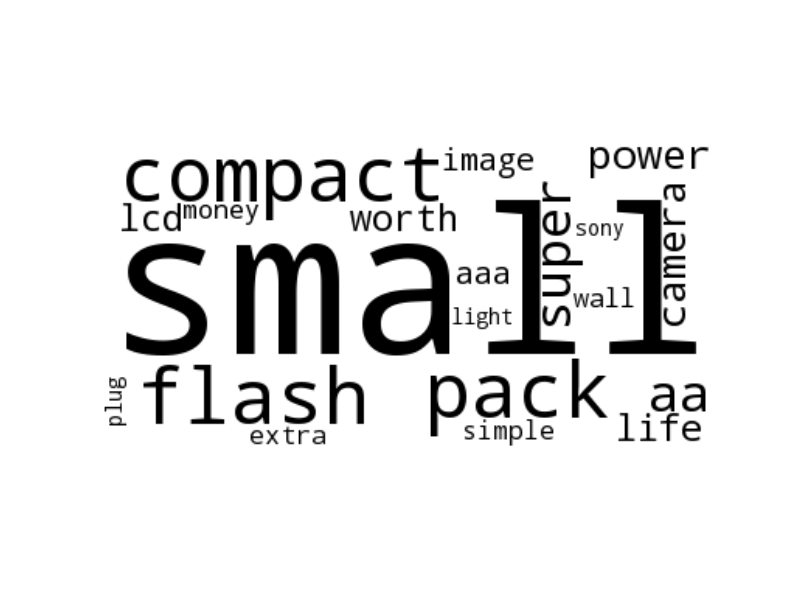 compact
image
power
lcd
money
worth
super
sony
camera
small
aaa
wall
light
plug
flash
pack
aa
extra
simple
life